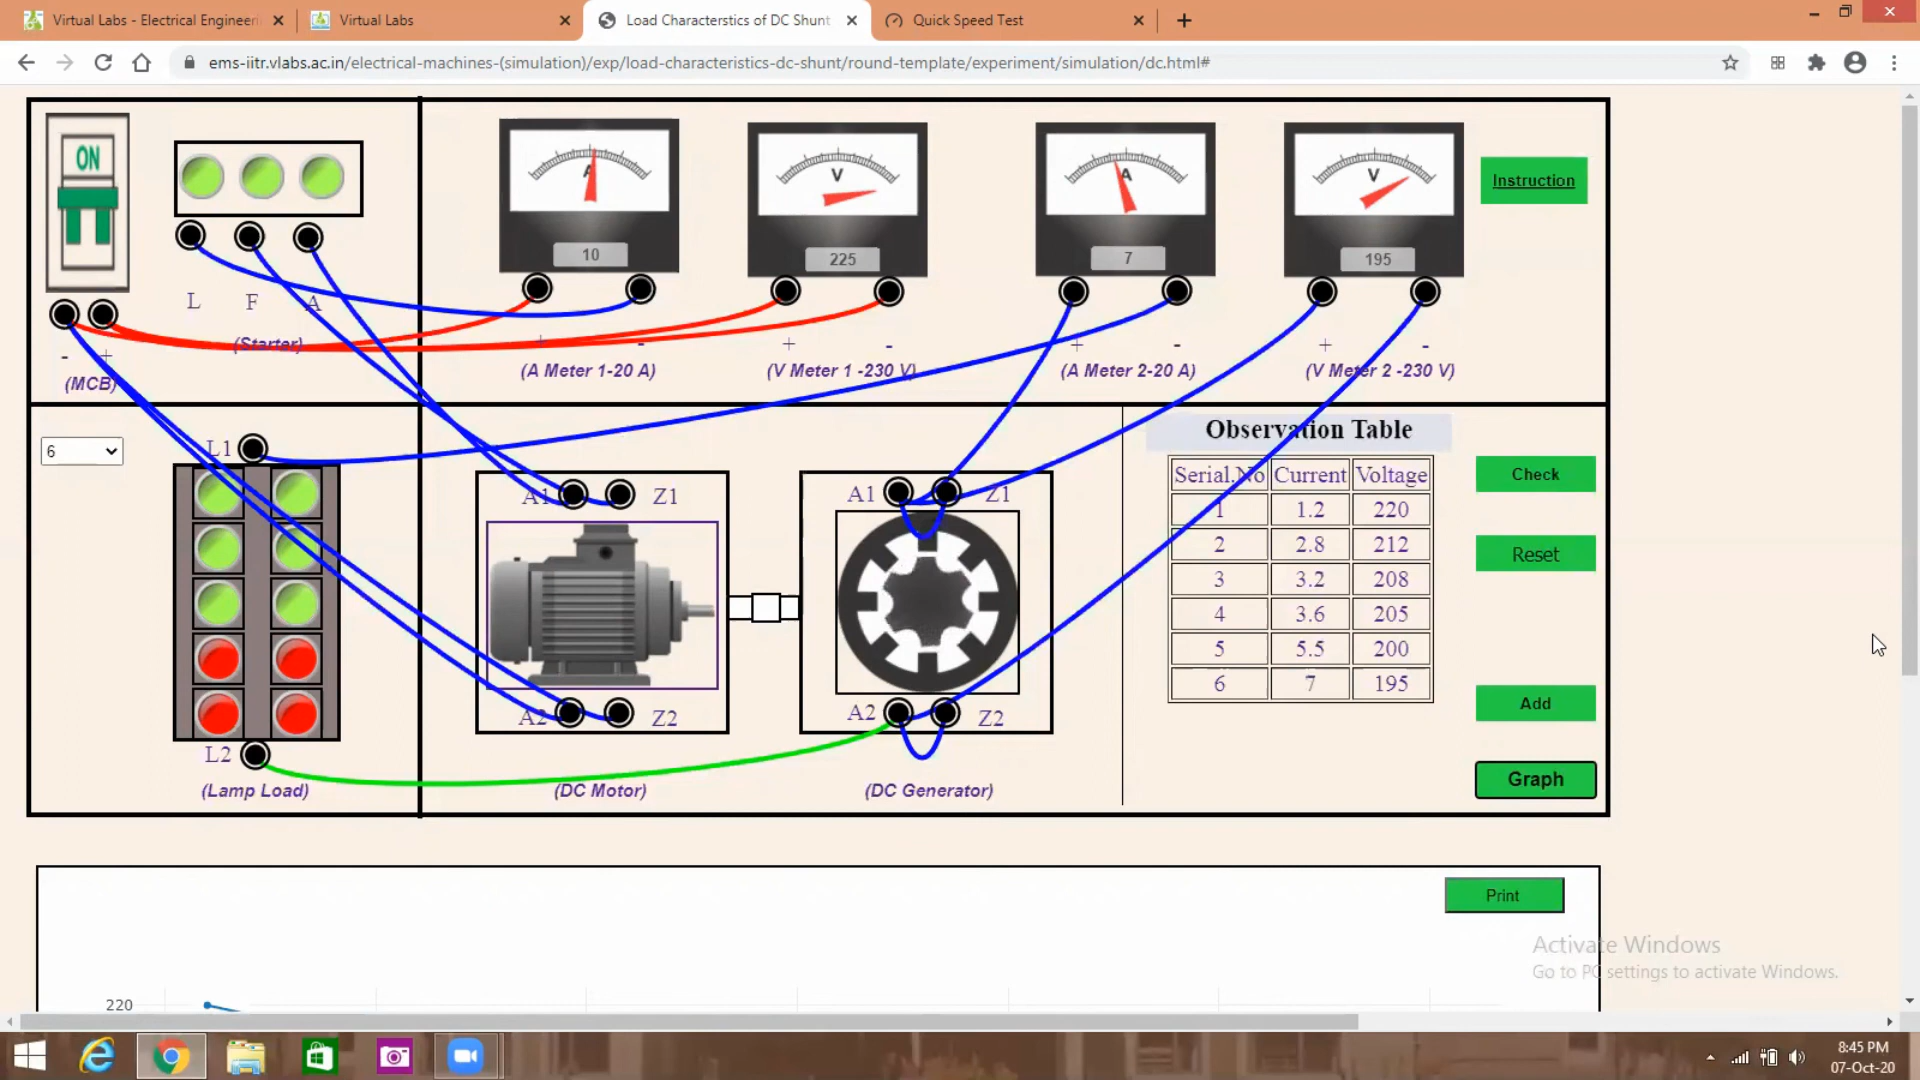 Virtual Labs - Electrical Engineeri
Virtual Labs
Load Characterstics of DC Shunt
Quick Speed Test
ems-iitr.vlabs.ac.in/electrical-machines-(simulation)/exp/load-characteristics-dc-shunt/round-template/experiment/simulation/dc.html#
ON
L F A
(Starter)
- +
(MCB)
A
10
+ -
(A Meter 1-20 A)
V
225
+ -
(V Meter 1 -230 V)
A
7
+ -
(A Meter 2-20 A)
V
195
+ -
(V Meter 2 -230 V)
Instruction
6
L1
L2
(Lamp Load)
A1 Z1
A2 Z2
(DC Motor)
A1 Z1
A2 Z2
(DC Generator)
Observation Table
Serial.No Current Voltage
1 1.2 220
2 2.8 212
3 3.2 208
4 3.6 205
5 5.5 200
6 7 195
Check
Reset
Add
Graph
Print
220
Activate Windows
Go to PC settings to activate Windows.
8:45 PM
07-Oct-20